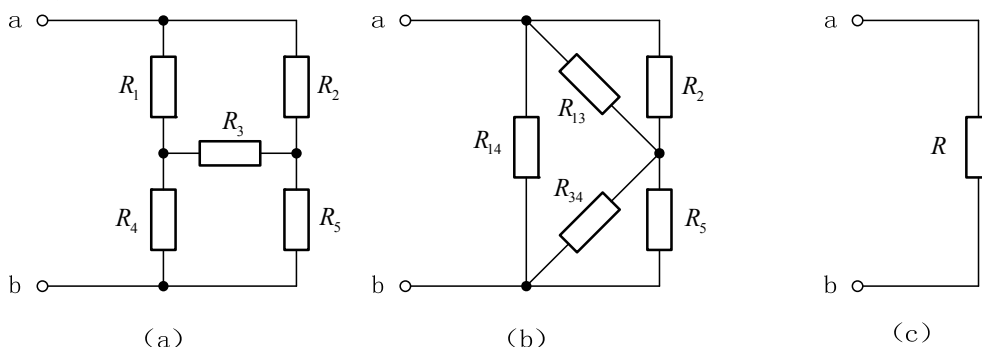 a
R₁
R₂
R₃
R₄
R₅
b
(a)
a
R₁₃
R₂
R₁₄
R₃₄
R₅
b
(b)
a
R
b
(c)